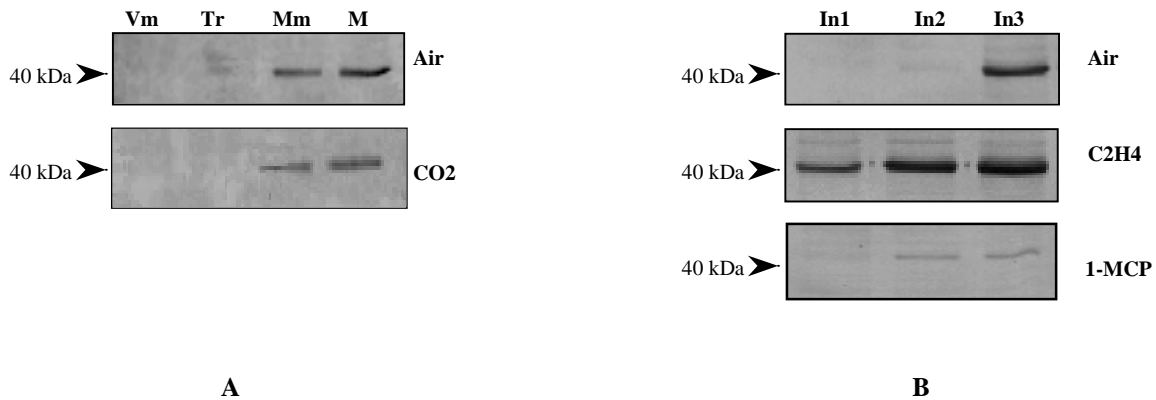 Vm Tr Mm M
Air
40 kDa
CO2
40 kDa
A
In1 In2 In3
Air
40 kDa
C2H4
40 kDa
1-MCP
40 kDa
B